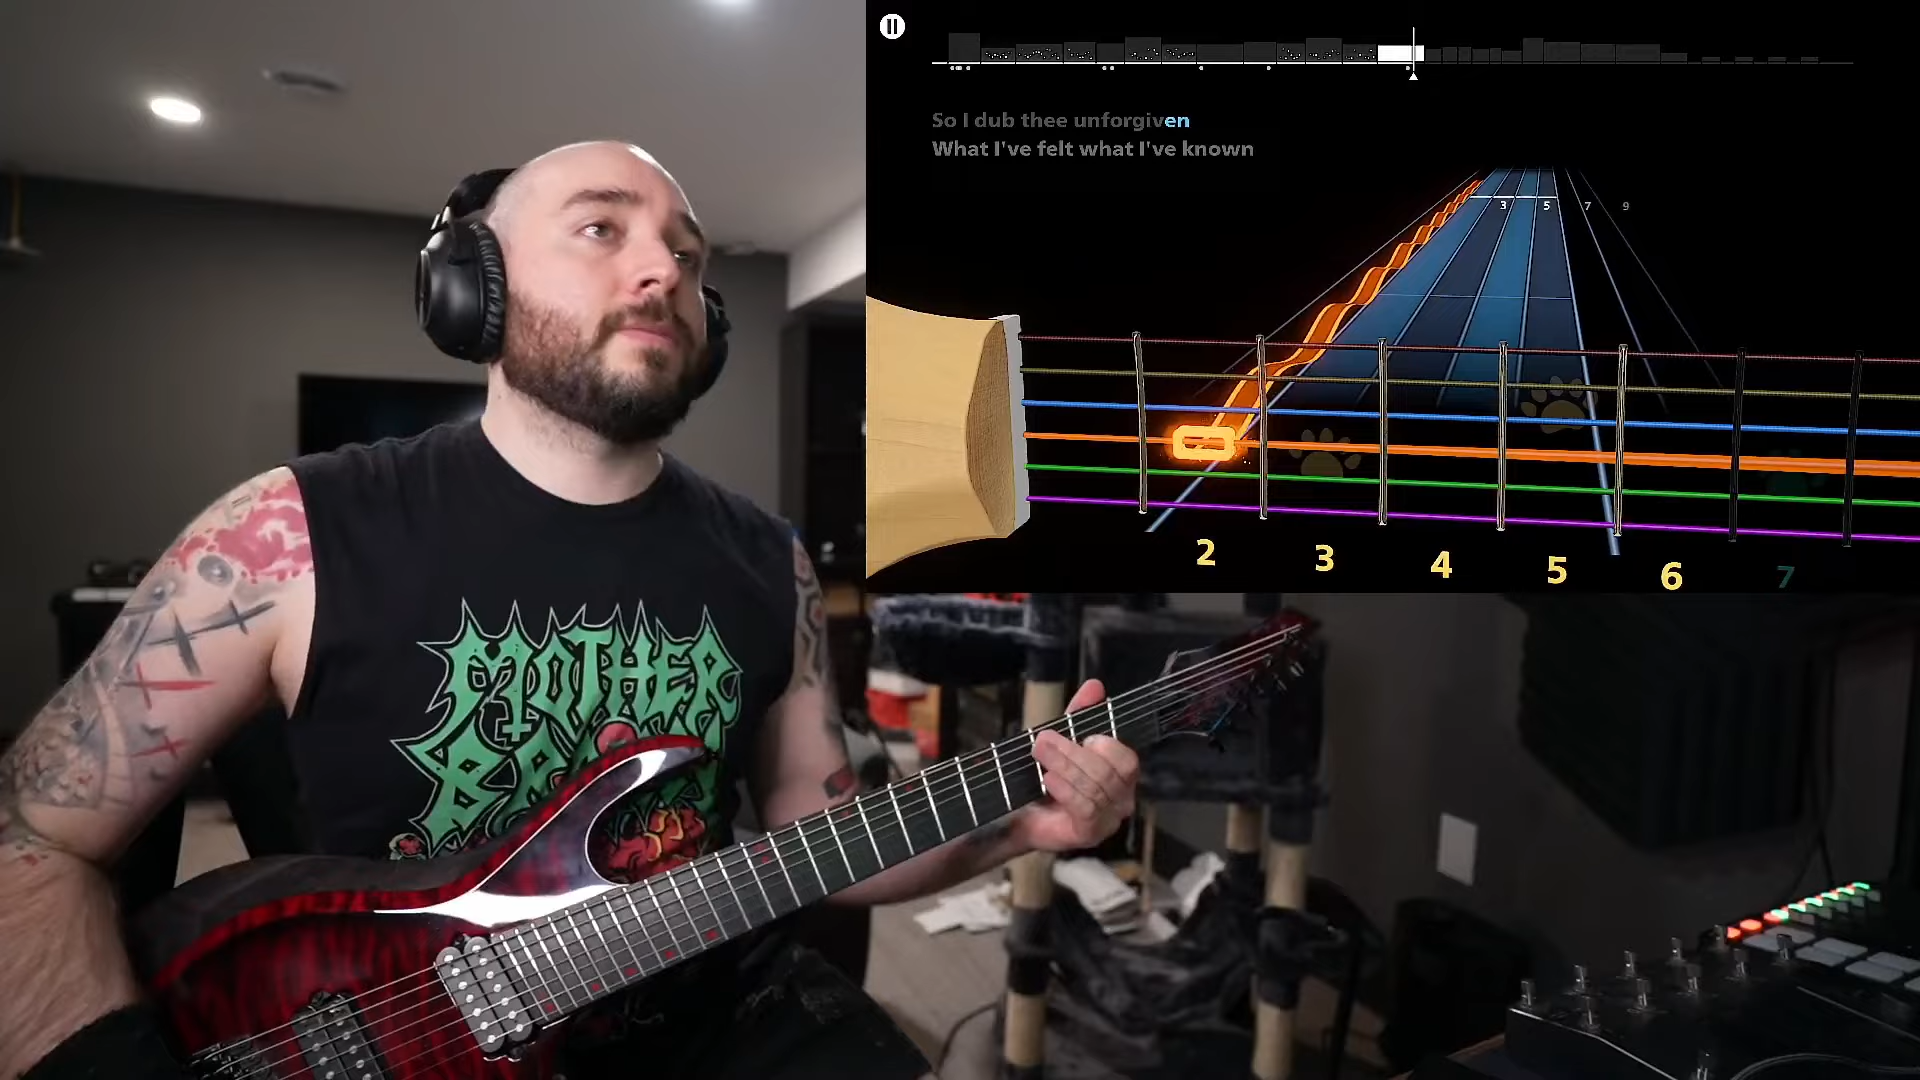 So I dub thee unforgiven
What I've felt what I've known
3 5 7 9
2 3 4 5 6 7
MOTHER